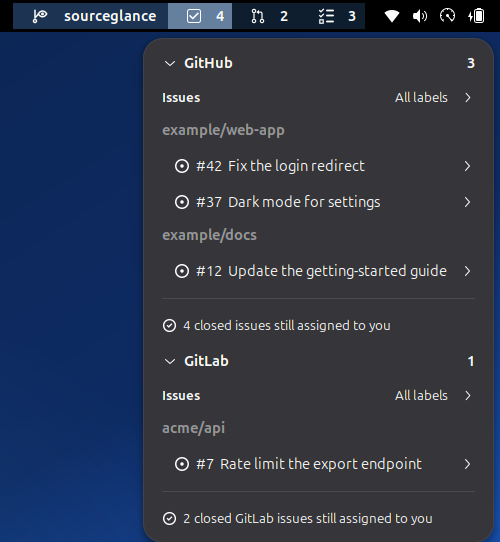 sourceglance 4 2 3
GitHub 3
Issues All labels
example/web-app
#42 Fix the login redirect
#37 Dark mode for settings
example/docs
#12 Update the getting-started guide
4 closed issues still assigned to you
GitLab 1
Issues All labels
acme/api
#7 Rate limit the export endpoint
2 closed GitLab issues still assigned to you